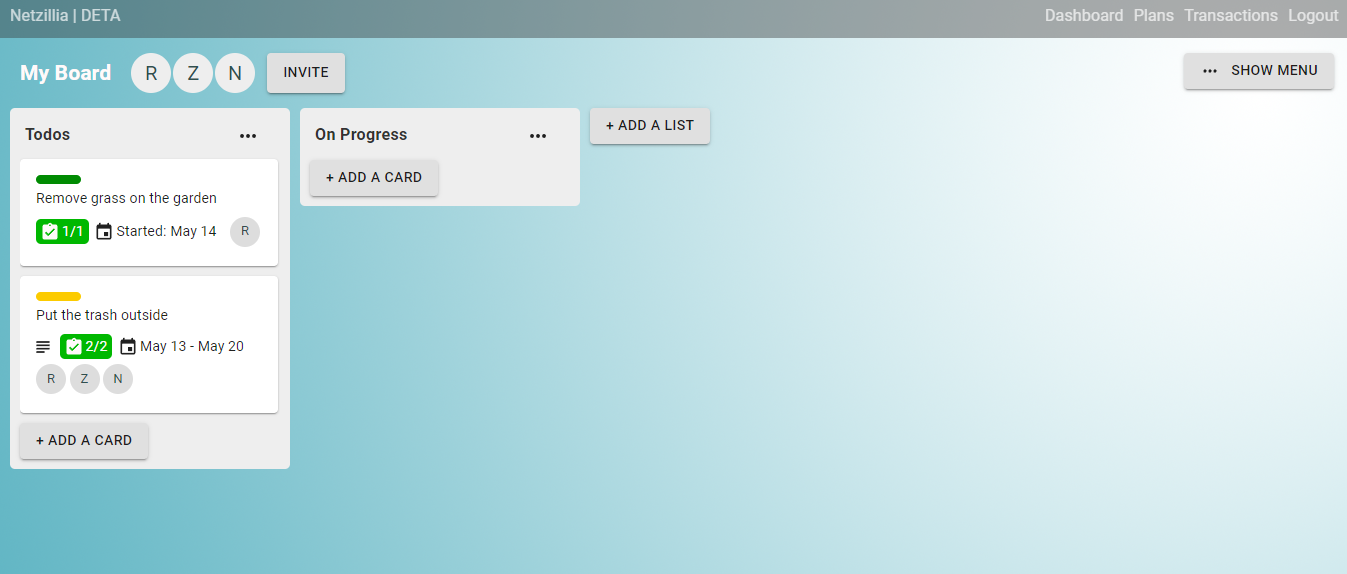 Netzillia | DETA
Dashboard Plans Transactions Logout
My Board R Z N INVITE
••• SHOW MENU
Todos •••
Remove grass on the garden
1/1 Started: May 14 R
Put the trash outside
2/2 May 13 - May 20
R Z N
+ ADD A CARD
On Progress •••
+ ADD A CARD
+ ADD A LIST